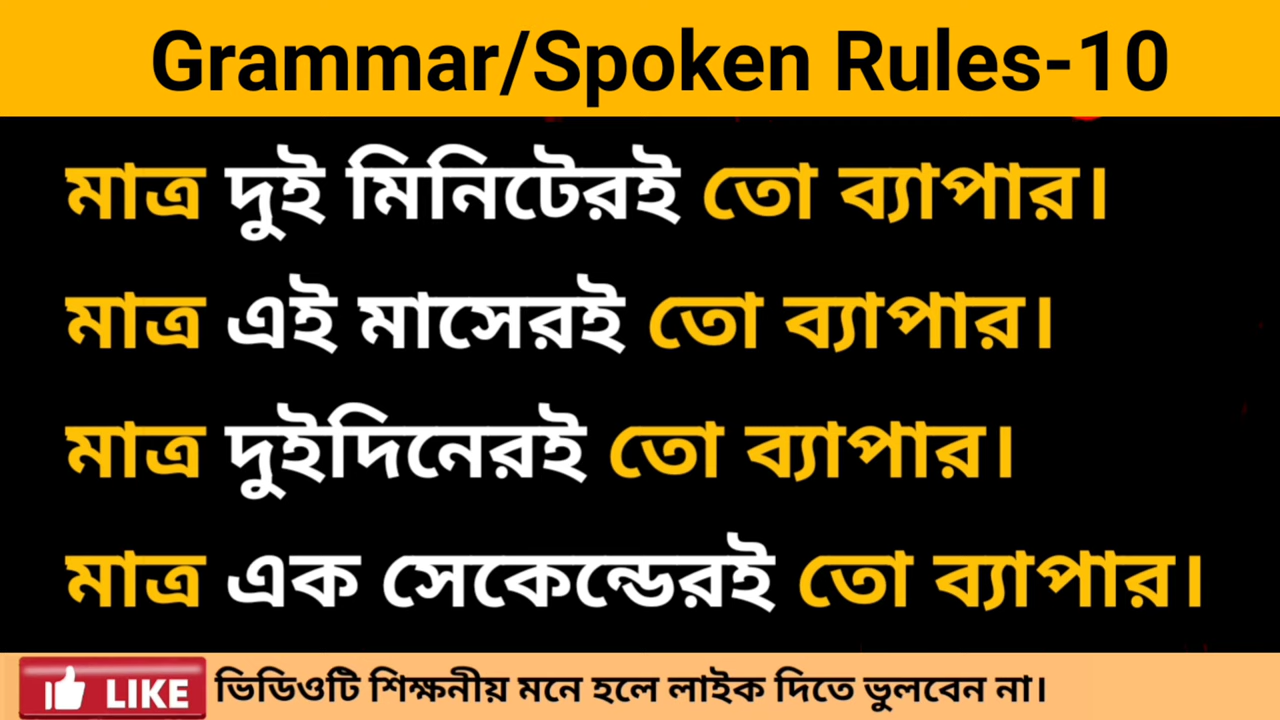 Grammar/Spoken Rules-10
মাত্র দুই মিনিটেরই তো ব্যাপার।
মাত্র এই মাসেরই তো ব্যাপার।
মাত্র দুইদিনেরই তো ব্যাপার।
মাত্র এক সেকেন্ডেরই তো ব্যাপার।
LIKE ভিডিওটি শিক্ষনীয় মনে হলে লাইক দিতে ভুলবেন না।